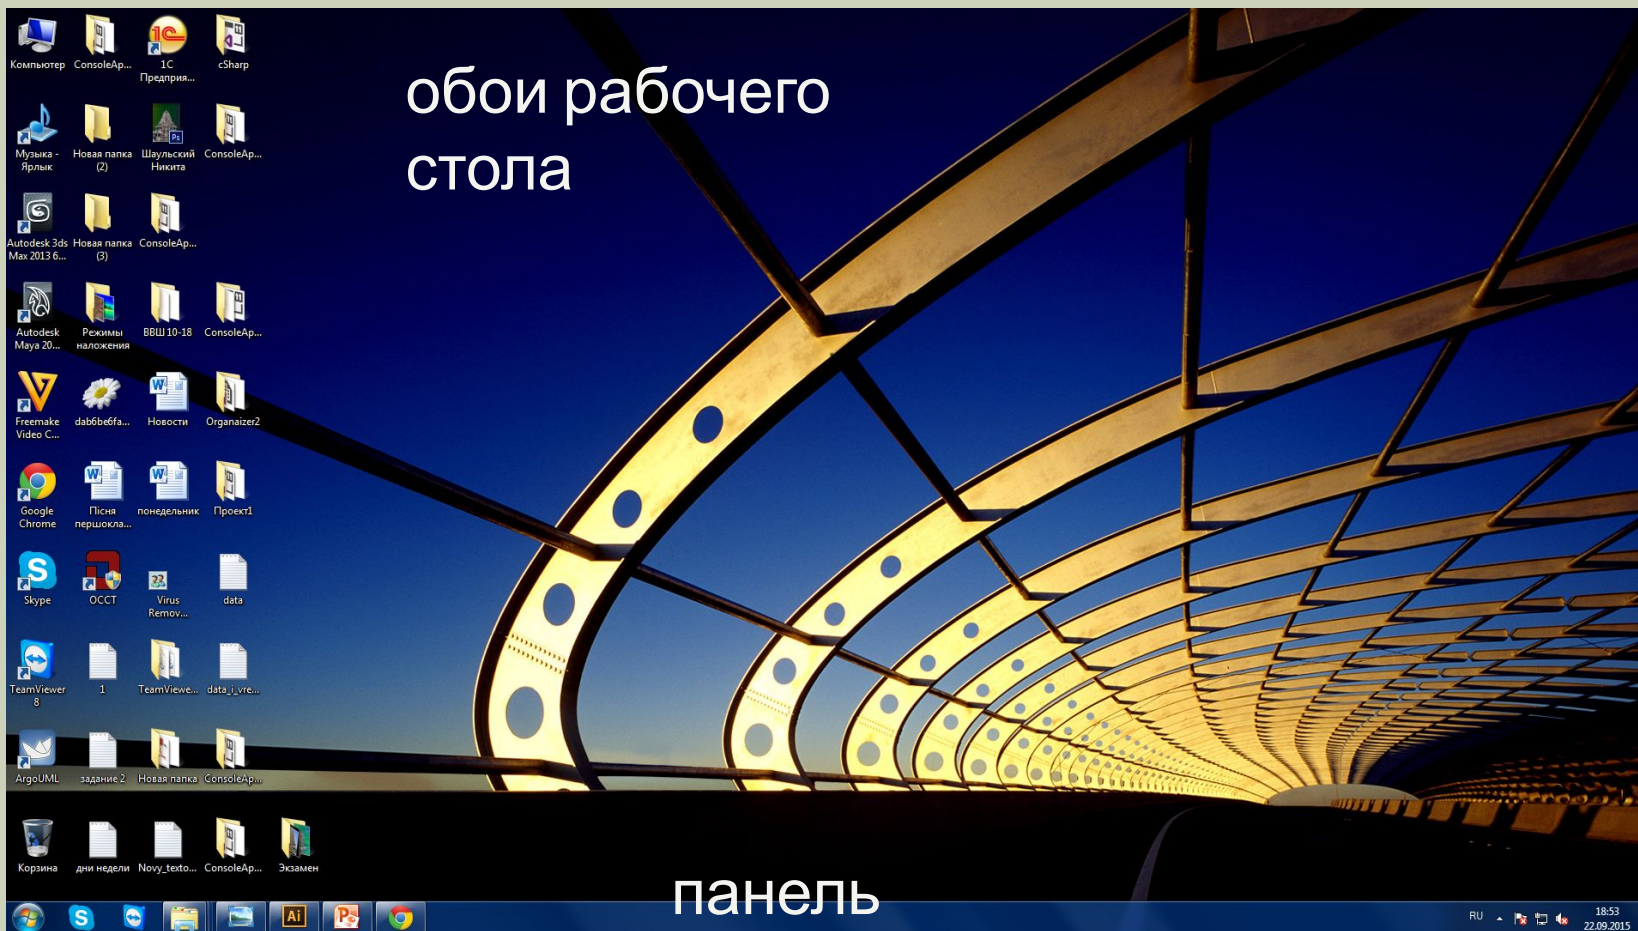 обои рабочего
стола
Компьютер
ConsoleAp...
1С
Предприя...
cSharp
Музыка -
Ярлык
Новая папка
(2)
Шаульский
Никита
ConsoleAp...
Autodesk 3ds
Max 2013 6...
Новая папка
(3)
ConsoleAp...
Autodesk
Maya 20...
Режимы
наложения
ВВШ 10-18
ConsoleAp...
Freemake
Video C...
dab6be6fa...
Новости
Organaizer2
Google
Chrome
Пісня
першокла...
понедельник
Проект1
Skype
OCCT
Virus
Remov...
data
TeamViewer
8
1
TeamViewe...
data_i_vre...
ArgoUML
задание 2
Новая папка
ConsoleAp...
Корзина
дни недели
Novy_texto...
ConsoleAp...
Экзамен
панель
RU
18:53
22.09.2015